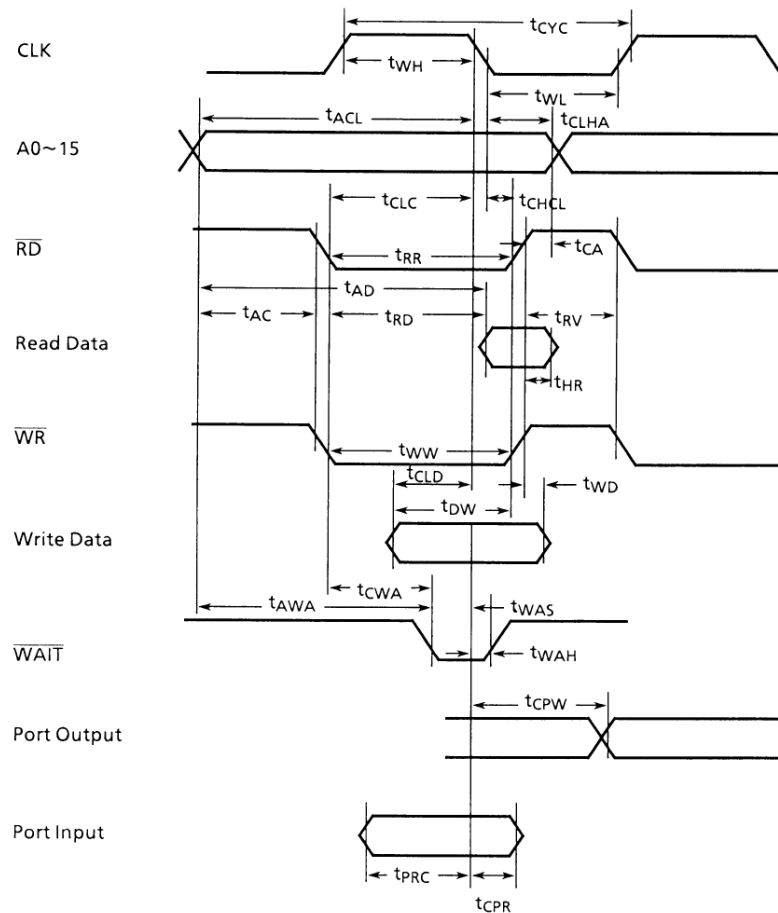 tCYC
CLK
tWH
tWL
tACL
tCLHA
A0~15
tCLC
tCHCL
RD
tRR
tCA
tAD
tAC
tRD
tRV
Read Data
tHR
WR
tWW
tCLD
tWD
tDW
Write Data
tCWA
tAWA
tWAS
WAIT
tWAH
tCPW
Port Output
Port Input
tPRC
tCPR